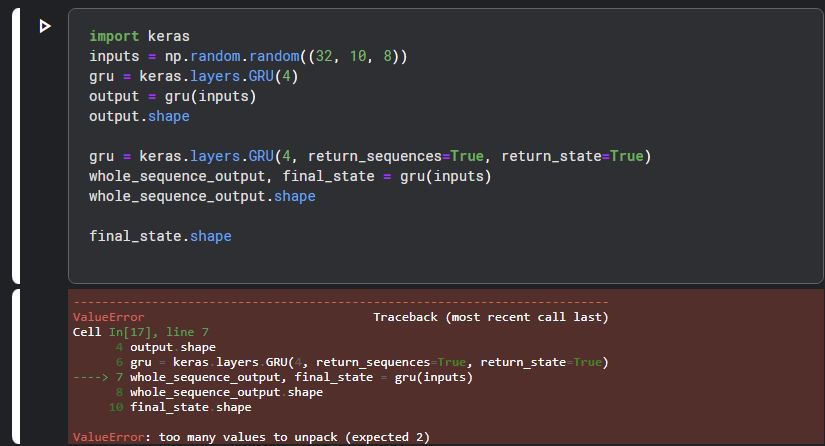 import keras
inputs = np.random.random((32, 10, 8))
gru = keras.layers.GRU(4)
output = gru(inputs)
output.shape
gru = keras.layers.GRU(4, return_sequences=True, return_state=True)
whole_sequence_output, final_state = gru(inputs)
whole_sequence_output.shape
final_state.shape
---------------------------------------------------------------------------
ValueError                                Traceback (most recent call last)
Cell In[17], line 7
      4 output.shape
      6 gru = keras.layers.GRU(4, return_sequences=True, return_state=True)
----> 7 whole_sequence_output, final_state = gru(inputs)
      8 whole_sequence_output.shape
     10 final_state.shape
ValueError: too many values to unpack (expected 2)